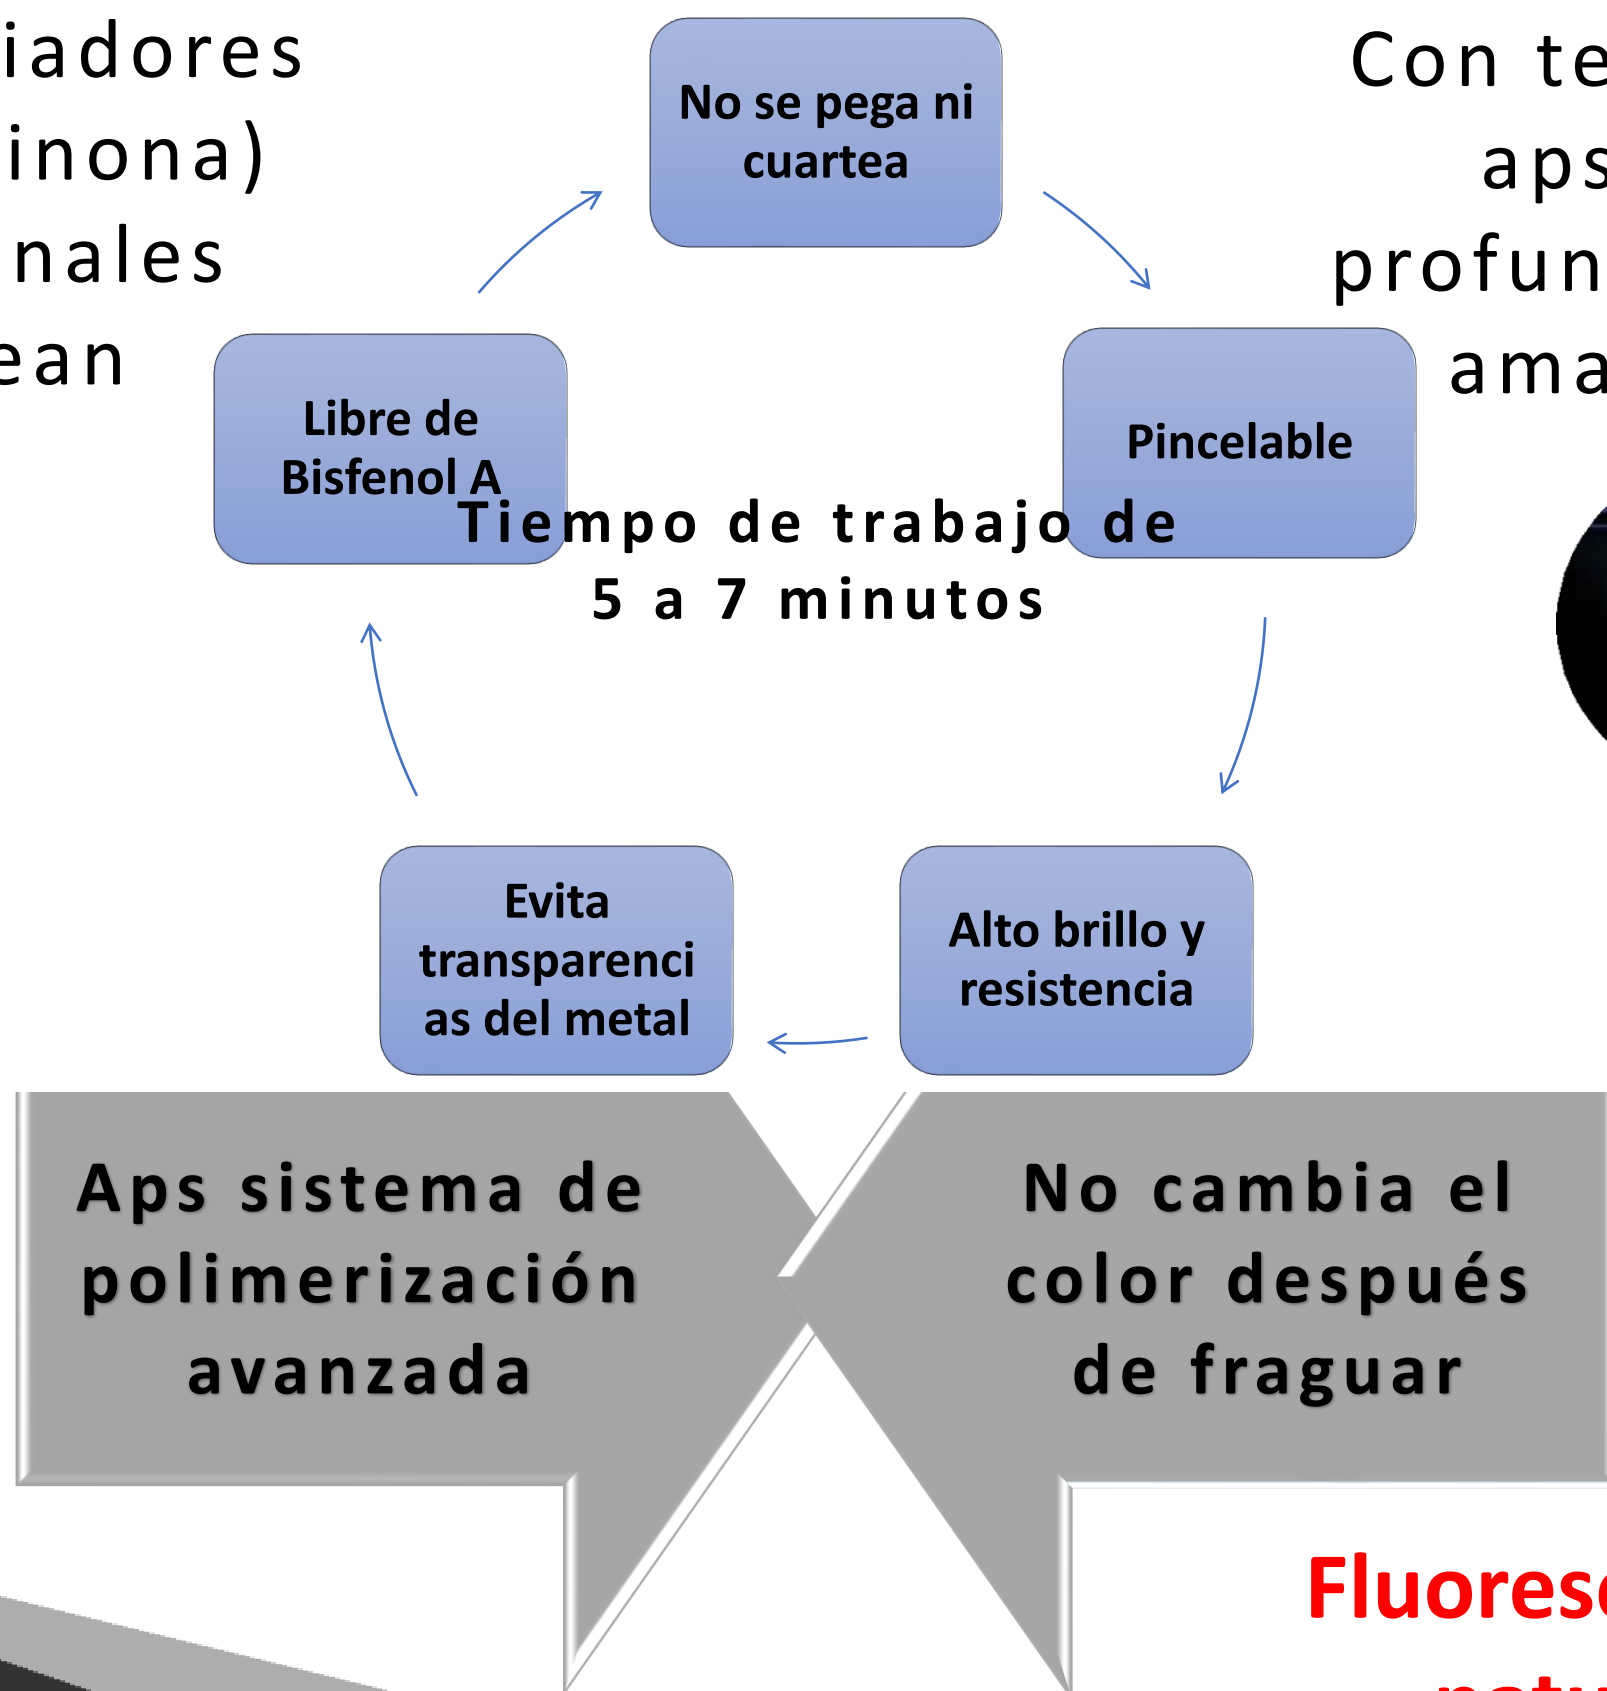 iadores
inona)
nales
ean
No se pega ni
cuartea
Con te
aps
profun
ama
Libre de
Bisfenol A
Pincelable
Tiempo de trabajo de
5 a 7 minutos
Evita
transparenci
as del metal
Alto brillo y
resistencia
Aps sistema de
polimerización
avanzada
No cambia el
color después
de fraguar
Fluoresc
natu